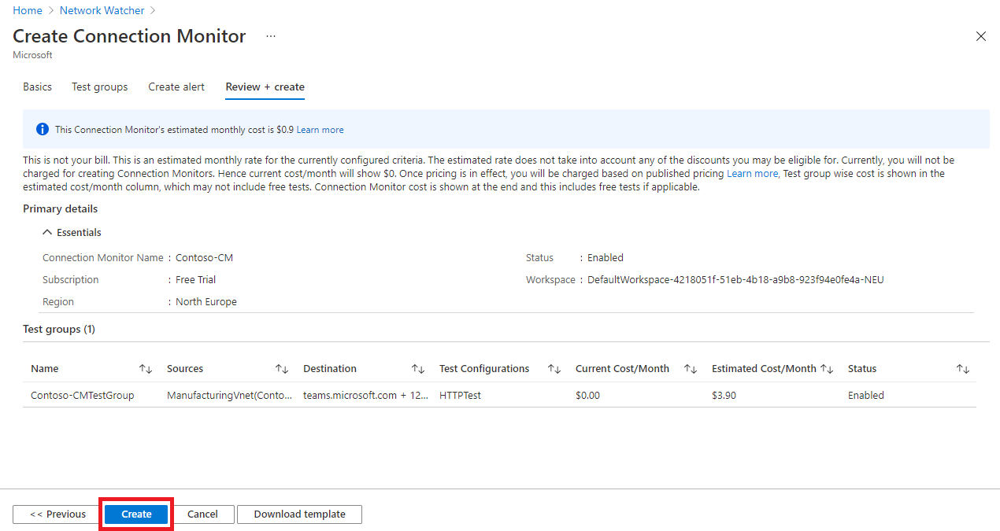 Home > Network Watcher >
Create Connection Monitor ...
Microsoft
Basics Test groups Create alert Review + create
This Connection Monitor's estimated monthly cost is $0.9 Learn more
This is not your bill. This is an estimated monthly rate for the currently configured criteria. The estimated rate does not take into account any of the discounts you may be eligible for. Currently, you will not be
charged for creating Connection Monitors. Hence current cost/month will show $0. Once pricing is in effect, you will be charged based on published pricing Learn more, Test group wise cost is shown in the
estimated cost/month column, which may not include free tests. Connection Monitor cost is shown at the end and this includes free tests if applicable.
Primary details
Essentials
Connection Monitor Name : Contoso-CM Status : Enabled
Subscription : Free Trial Workspace : DefaultWorkspace-4218051f-51eb-4b18-a9b8-923f94e0fe4a-NEU
Region : North Europe
Test groups (1)
Name Sources Destination Test Configurations Current Cost/Month Estimated Cost/Month Status
Contoso-CMTestGroup ManufacturingVnet(Conto... teams.microsoft.com + 12... HTTPTest $0.00 $3.90 Enabled
<< Previous Create Cancel Download template